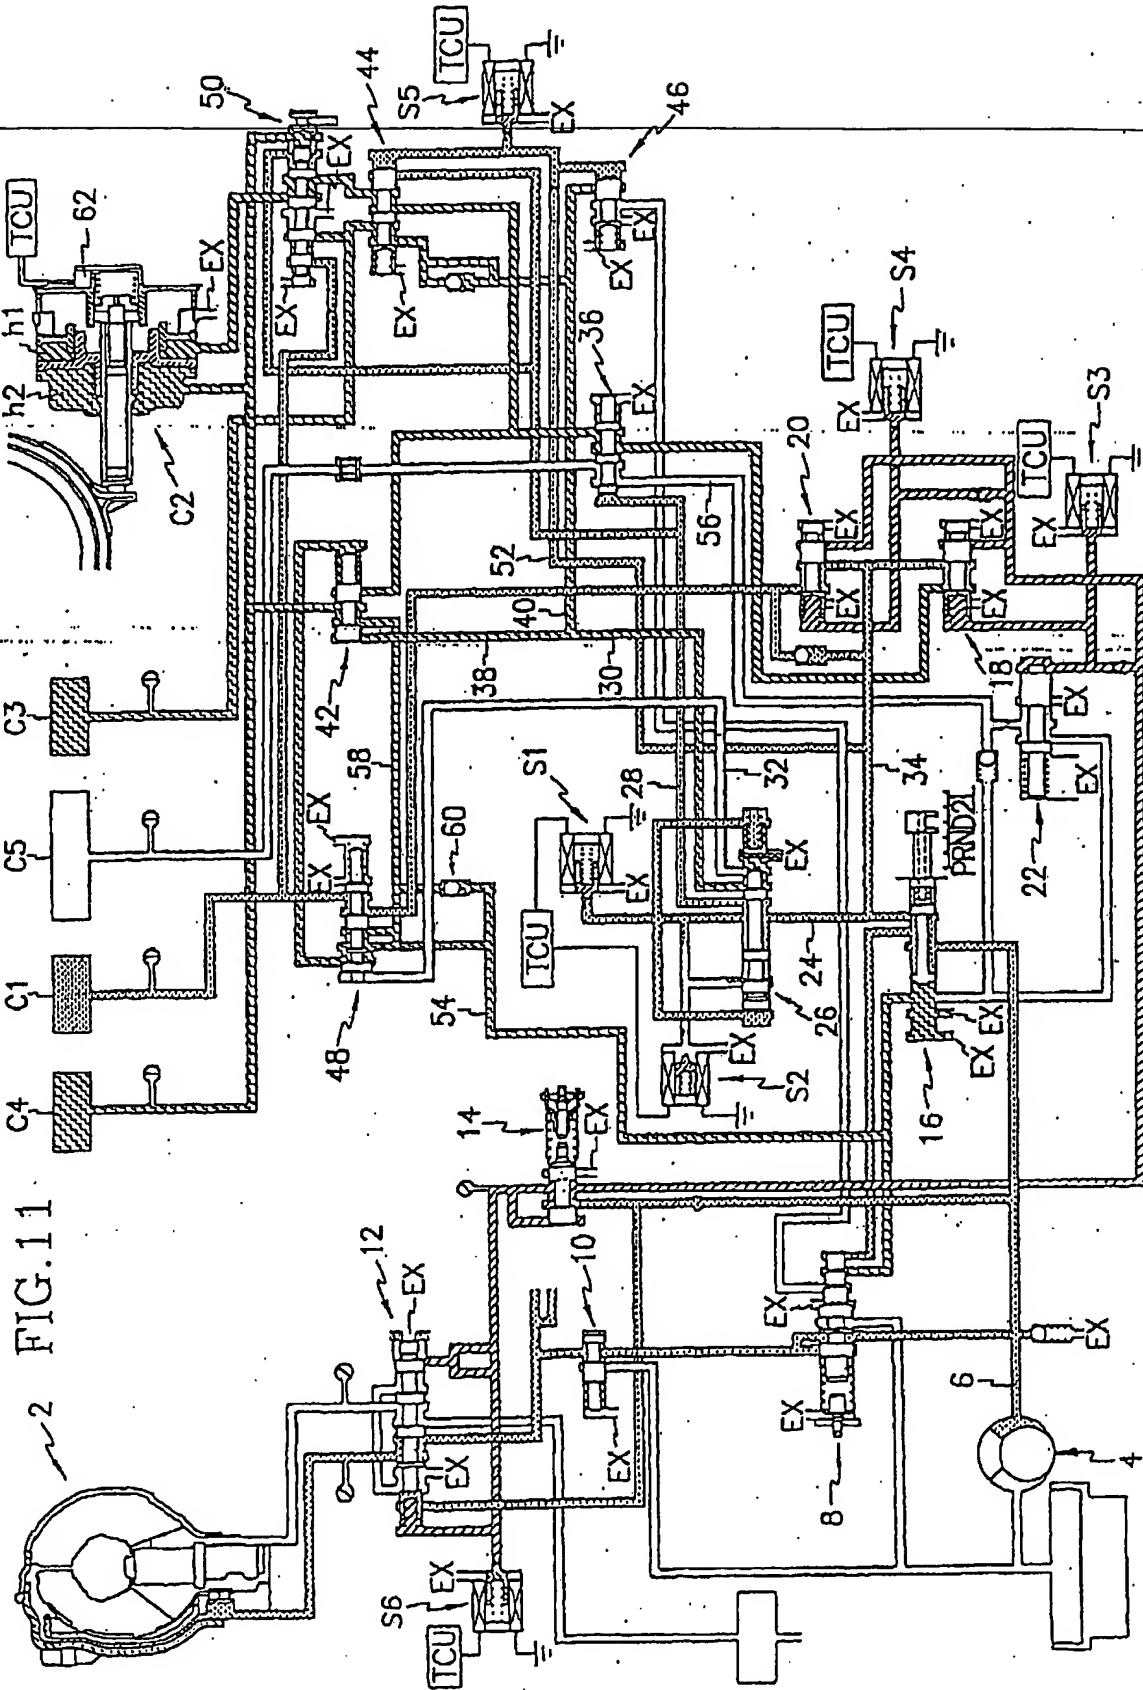 FIG.11
2
C4
C1
C5
C3
h2
h1
TCU
62
EX
C2
50
EX
EX
44
EX
TCU
S5
EX
46
EX
EX
42
48
EX
EX
58
60
38
40
52
30
36
EX
56
54
12
EX
EX
14
EX
10
EX
S1
TCU
EX
S2
EX
28
32
EX
24
26
34
20
EX
EX
TCU
EX
S4
18
EX
EX
TCU
EX
S3
22
EX
EX
PRND2L
16
EX
EX
S6
EX
TCU
8
EX
EX
6
4
EX